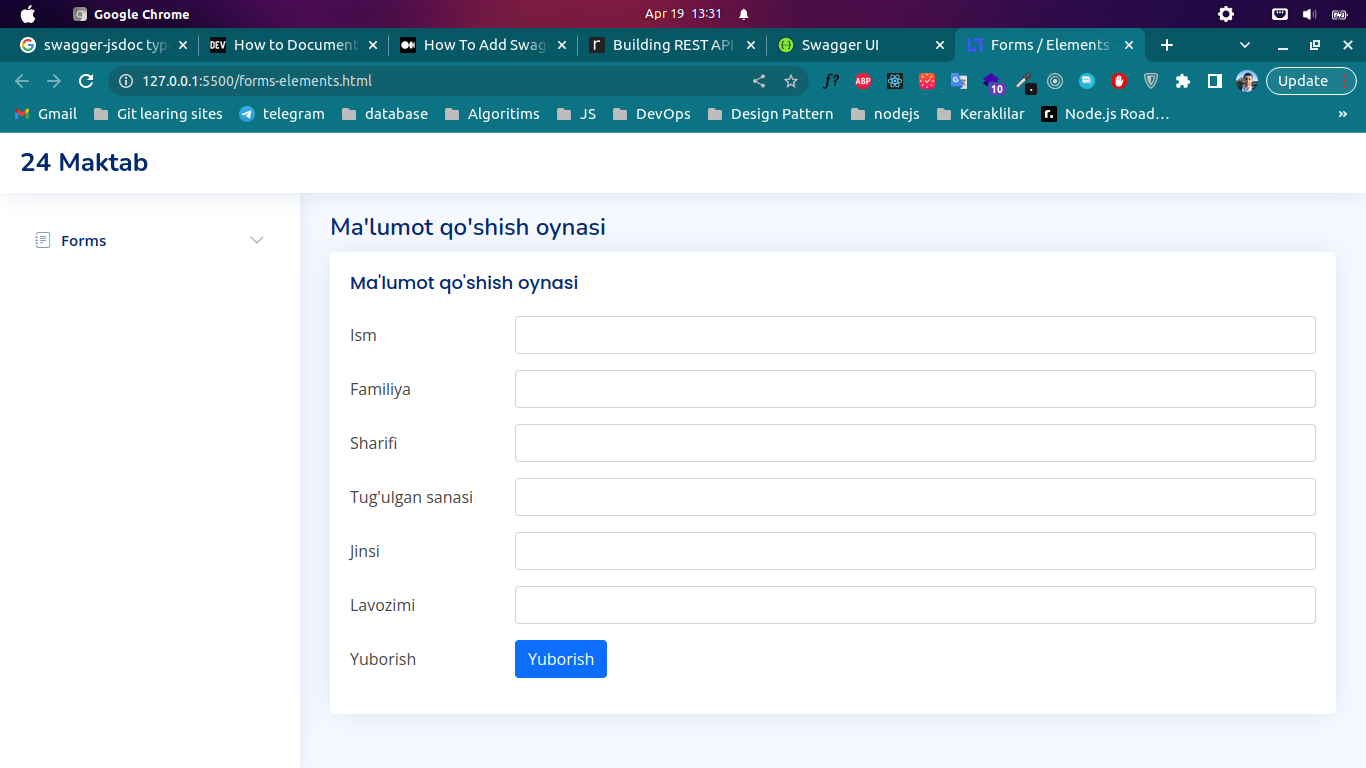 Google Chrome
Apr 19 13:31
swagger-jsdoc typ
How to Document
How To Add Swag
Building REST API
Swagger UI
Forms / Elements
127.0.0.1:5500/forms-elements.html
f?
ABP
10
Update
Gmail
Git learing sites
telegram
database
Algoritims
JS
DevOps
Design Pattern
nodejs
Keraklilar
Node.js Road…
24 Maktab
Forms
Ma'lumot qo'shish oynasi
Ma'lumot qo'shish oynasi
Ism
Familiya
Sharifi
Tug'ulgan sanasi
Jinsi
Lavozimi
Yuborish
Yuborish